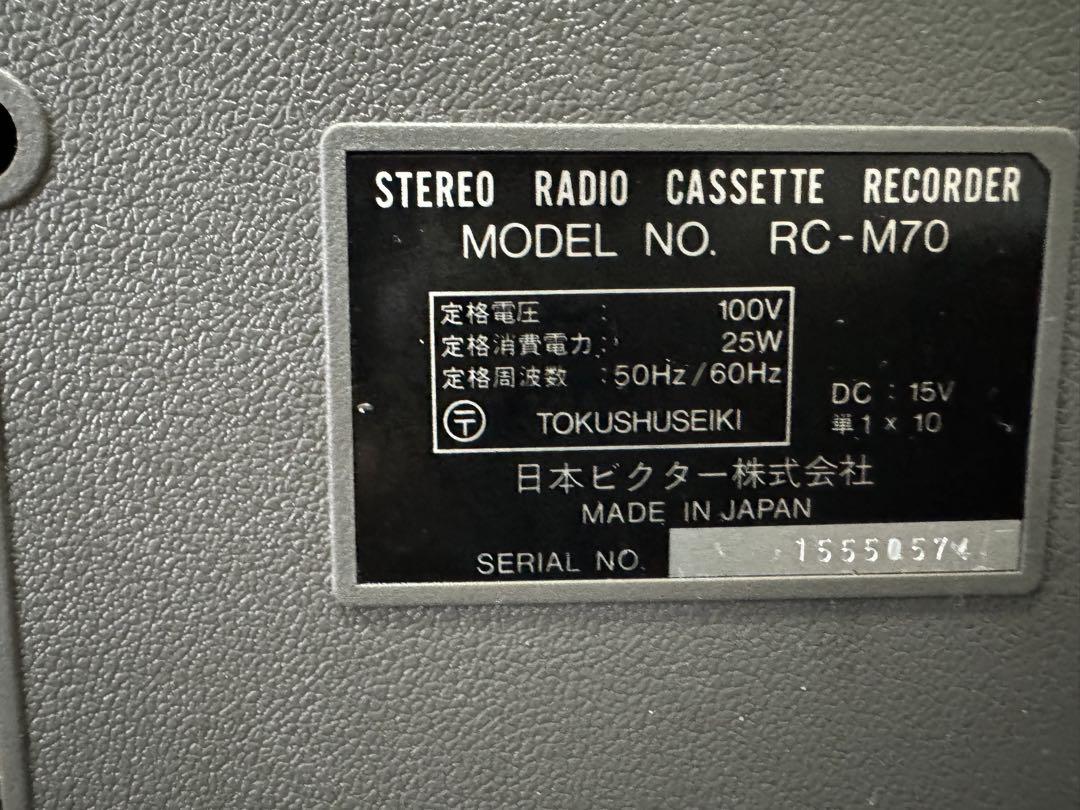 STEREO RADIO CASSETTE RECORDER
MODEL NO. RC-M70
定格電圧 : 100V
定格消費電力 : 25W
定格周波数 : 50Hz/60Hz
〒 TOKUSHUSEIKI
DC : 15V
単1 × 10
日本ビクター株式会社
MADE IN JAPAN
SERIAL NO.